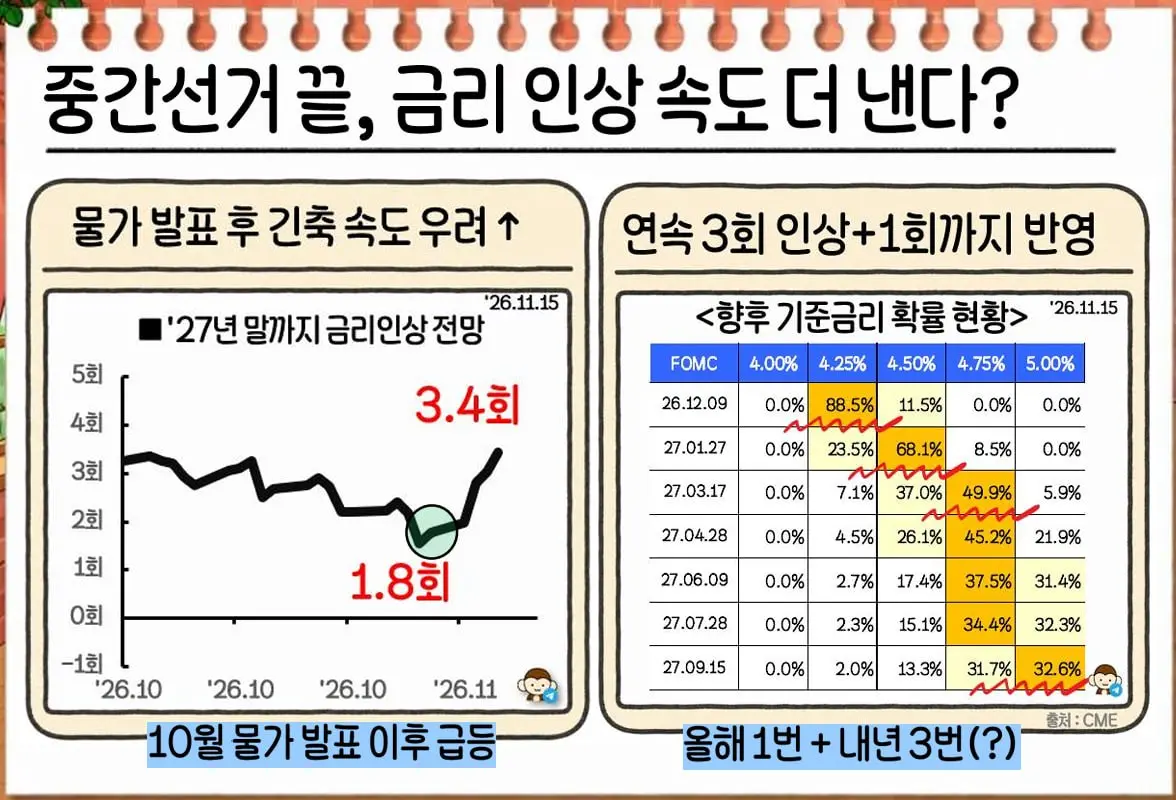 중간선거 끝, 금리 인상 속도 더 낸다?
물가 발표 후 긴축 속도 우려 ↑
'26.11.15
■ '27년 말까지 금리인상 전망
5회
4회
3회
2회
1회
0회
-1회
3.4회
1.8회
'26.10 '26.10 '26.10 '26.11
10월 물가 발표 이후 급등
연속 3회 인상+1회까지 반영
<향후 기준금리 확률 현황> '26.11.15
FOMC 4.00% 4.25% 4.50% 4.75% 5.00%
26.12.09 0.0% 88.5% 11.5% 0.0% 0.0%
27.01.27 0.0% 23.5% 68.1% 8.5% 0.0%
27.03.17 0.0% 7.1% 37.0% 49.9% 5.9%
27.04.28 0.0% 4.5% 26.1% 45.2% 21.9%
27.06.09 0.0% 2.7% 17.4% 37.5% 31.4%
27.07.28 0.0% 2.3% 15.1% 34.4% 32.3%
27.09.15 0.0% 2.0% 13.3% 31.7% 32.6%
출처 : CME
올해 1번 + 내년 3번(?)